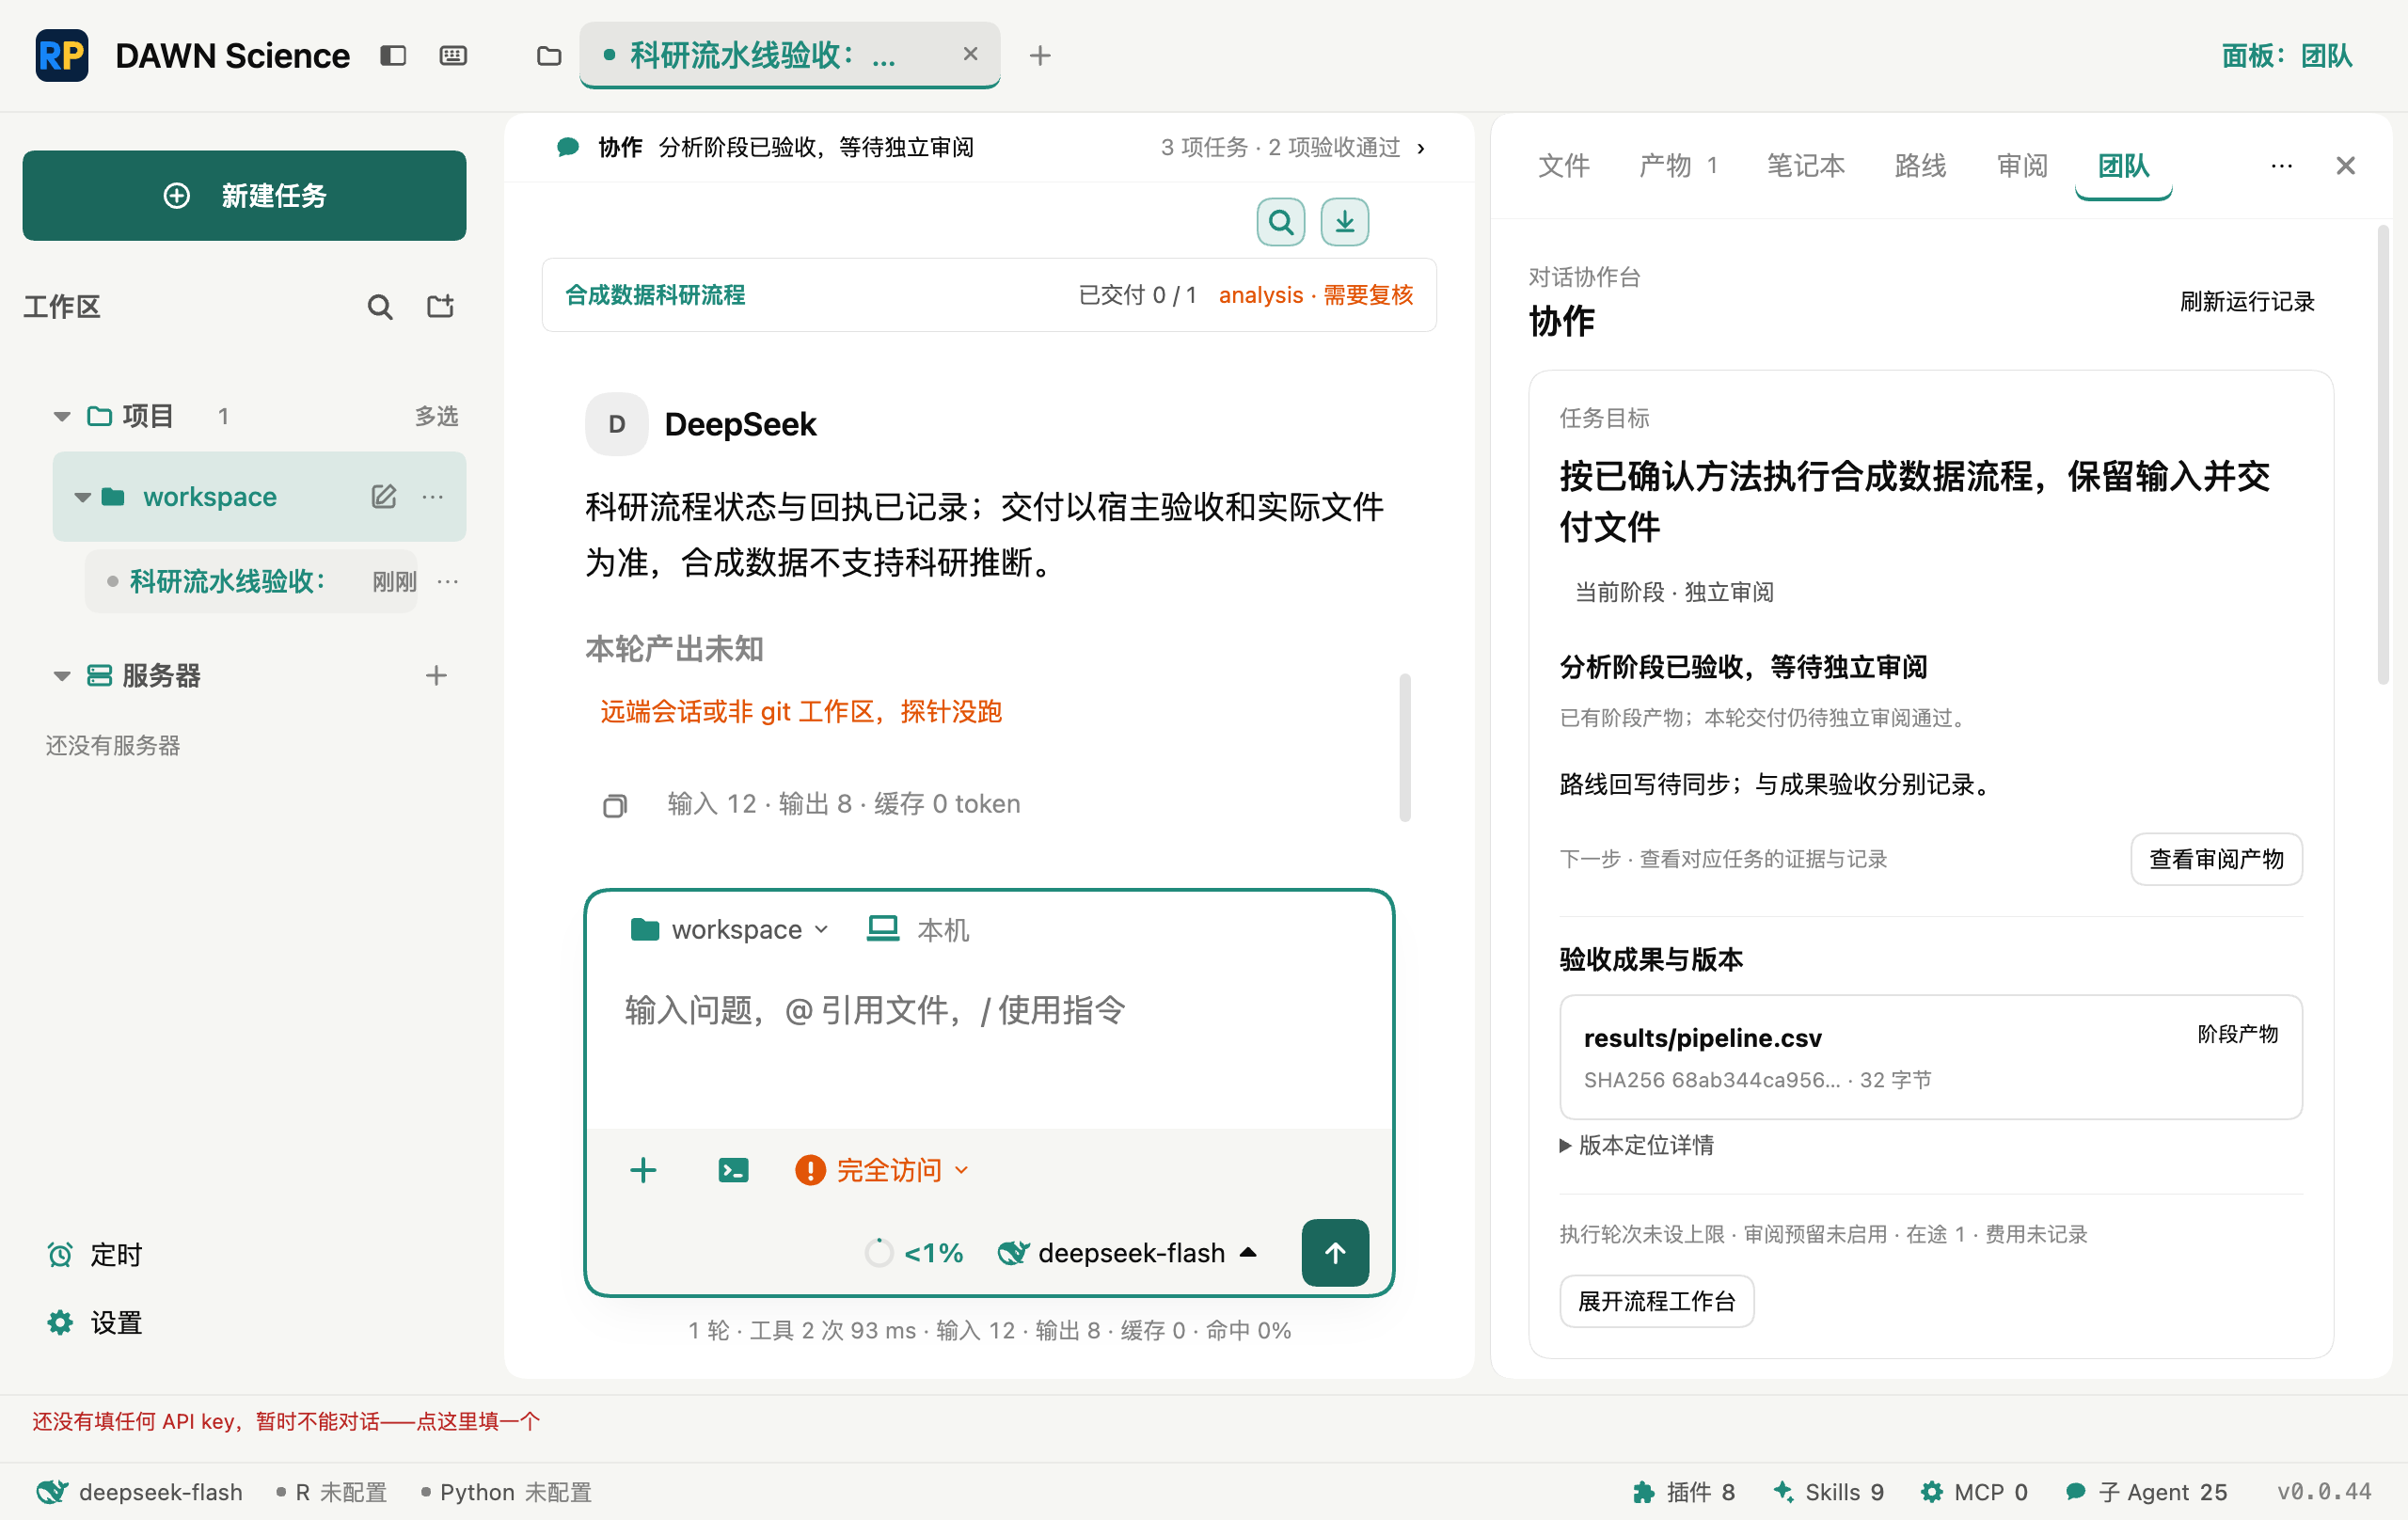 RP DAWN Science
科研流水线验收：...
面板：团队
新建任务
工作区
项目 1 多选
workspace
科研流水线验收： 刚刚
服务器
还没有服务器
定时
设置
协作 分析阶段已验收，等待独立审阅 3 项任务 · 2 项验收通过 ›
合成数据科研流程 已交付 0 / 1 analysis · 需要复核
D DeepSeek
科研流程状态与回执已记录；交付以宿主验收和实际文件
为准，合成数据不支持科研推断。
本轮产出未知
远端会话或非 git 工作区，探针没跑
输入 12 · 输出 8 · 缓存 0 token
workspace 本机
输入问题，@ 引用文件，/ 使用指令
完全访问
<1% deepseek-flash
1 轮 · 工具 2 次 93 ms · 输入 12 · 输出 8 · 缓存 0 · 命中 0%
文件 产物 1 笔记本 路线 审阅 团队
对话协作台
协作
刷新运行记录
任务目标
按已确认方法执行合成数据流程，保留输入并交
付文件
当前阶段 · 独立审阅
分析阶段已验收，等待独立审阅
已有阶段产物；本轮交付仍待独立审阅通过。
路线回写待同步；与成果验收分别记录。
下一步 · 查看对应任务的证据与记录 查看审阅产物
验收成果与版本
results/pipeline.csv 阶段产物
SHA256 68ab344ca956... · 32 字节
版本定位详情
执行轮次未设上限 · 审阅预留未启用 · 在途 1 · 费用未记录
展开流程工作台
还没有填任何 API key，暂时不能对话——点这里填一个
deepseek-flash R 未配置 Python 未配置
插件 8 Skills 9 MCP 0 子 Agent 25 v0.0.44